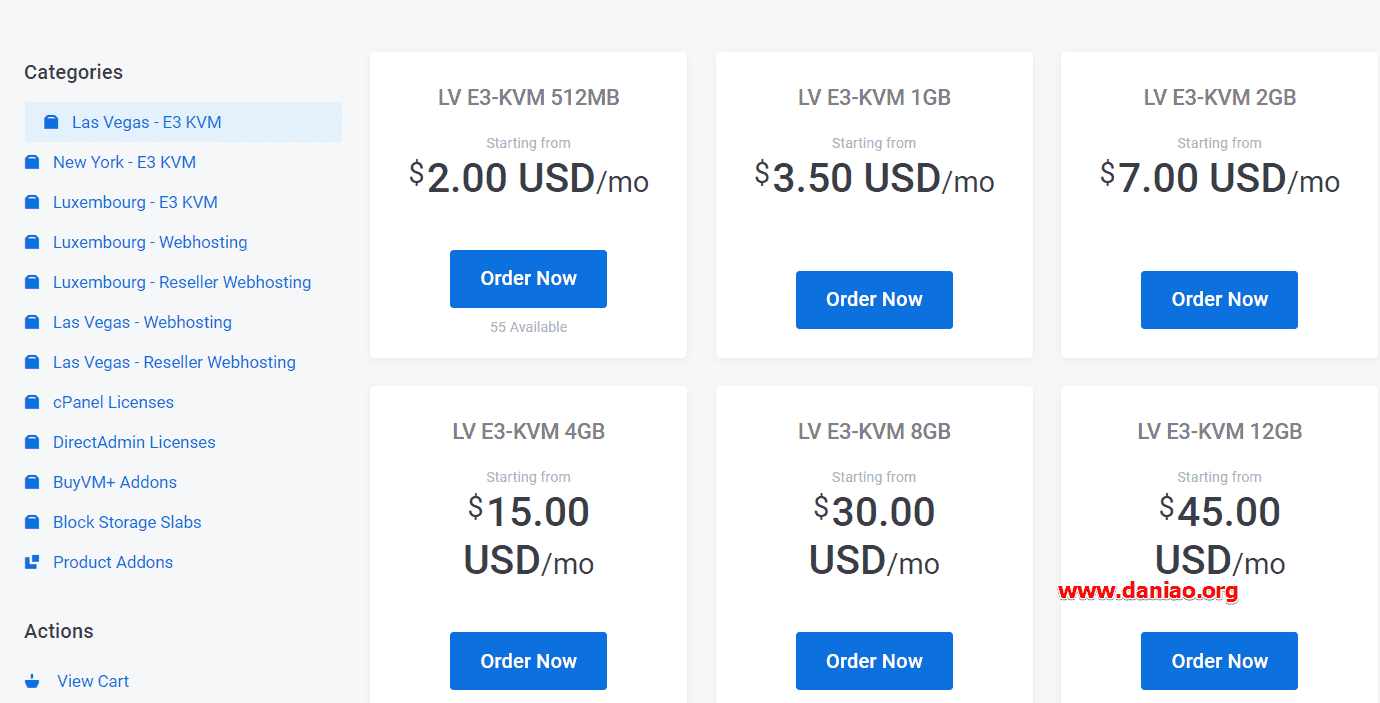 Categories
Las Vegas - E3 KVM
New York - E3 KVM
Luxembourg - E3 KVM
Luxembourg - Webhosting
Luxembourg - Reseller Webhosting
Las Vegas - Webhosting
Las Vegas - Reseller Webhosting
cPanel Licenses
DirectAdmin Licenses
BuyVM+ Addons
Block Storage Slabs
Product Addons
Actions
View Cart
LV E3-KVM 512MB
Starting from
$2.00 USD/mo
Order Now
55 Available
LV E3-KVM 1GB
Starting from
$3.50 USD/mo
Order Now
LV E3-KVM 2GB
Starting from
$7.00 USD/mo
Order Now
LV E3-KVM 4GB
Starting from
$15.00
USD/mo
Order Now
LV E3-KVM 8GB
Starting from
$30.00
USD/mo
Order Now
LV E3-KVM 12GB
Starting from
$45.00
USD/mo
www.daniao.org
Order Now